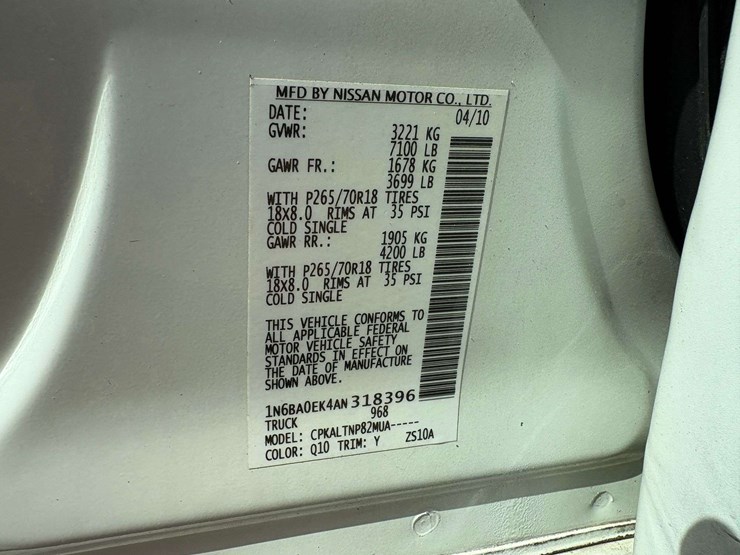 MFD BY NISSAN MOTOR CO., LTD.
DATE: 04/10
GVWR: 3221 KG
7100 LB
GAWR FR.: 1678 KG
3699 LB
WITH P265/70R18 TIRES
18X8.0 RIMS AT 35 PSI
COLD SINGLE
GAWR RR.: 1905 KG
4200 LB
WITH P265/70R18 TIRES
18X8.0 RIMS AT 35 PSI
COLD SINGLE
THIS VEHICLE CONFORMS TO
ALL APPLICABLE FEDERAL
MOTOR VEHICLE SAFETY
STANDARDS IN EFFECT ON
THE DATE OF MANUFACTURE
SHOWN ABOVE.
1N6BA0EK4AN318396
TRUCK 968
MODEL: CPKALTNP82MUA-----
COLOR: Q10 TRIM: Y ZS10A